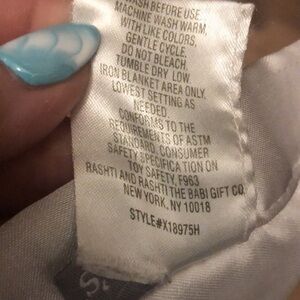 WASH BEFORE USE,
MACHINE WASH WARM,
WITH LIKE COLORS,
GENTLE CYCLE.
DO NOT BLEACH.
TUMBLE DRY LOW.
IRON BLANKET AREA ONLY,
LOWEST SETTING AS
NEEDED.
CONFORMS TO THE
REQUIREMENTS OF ASTM
STANDARD, CONSUMER
SAFETY SPECIFICATION ON
TOY SAFETY, F963
RASHTI AND RASHTI THE BABI GIFT CO.
NEW YORK, NY 10018
STYLE#X18975H